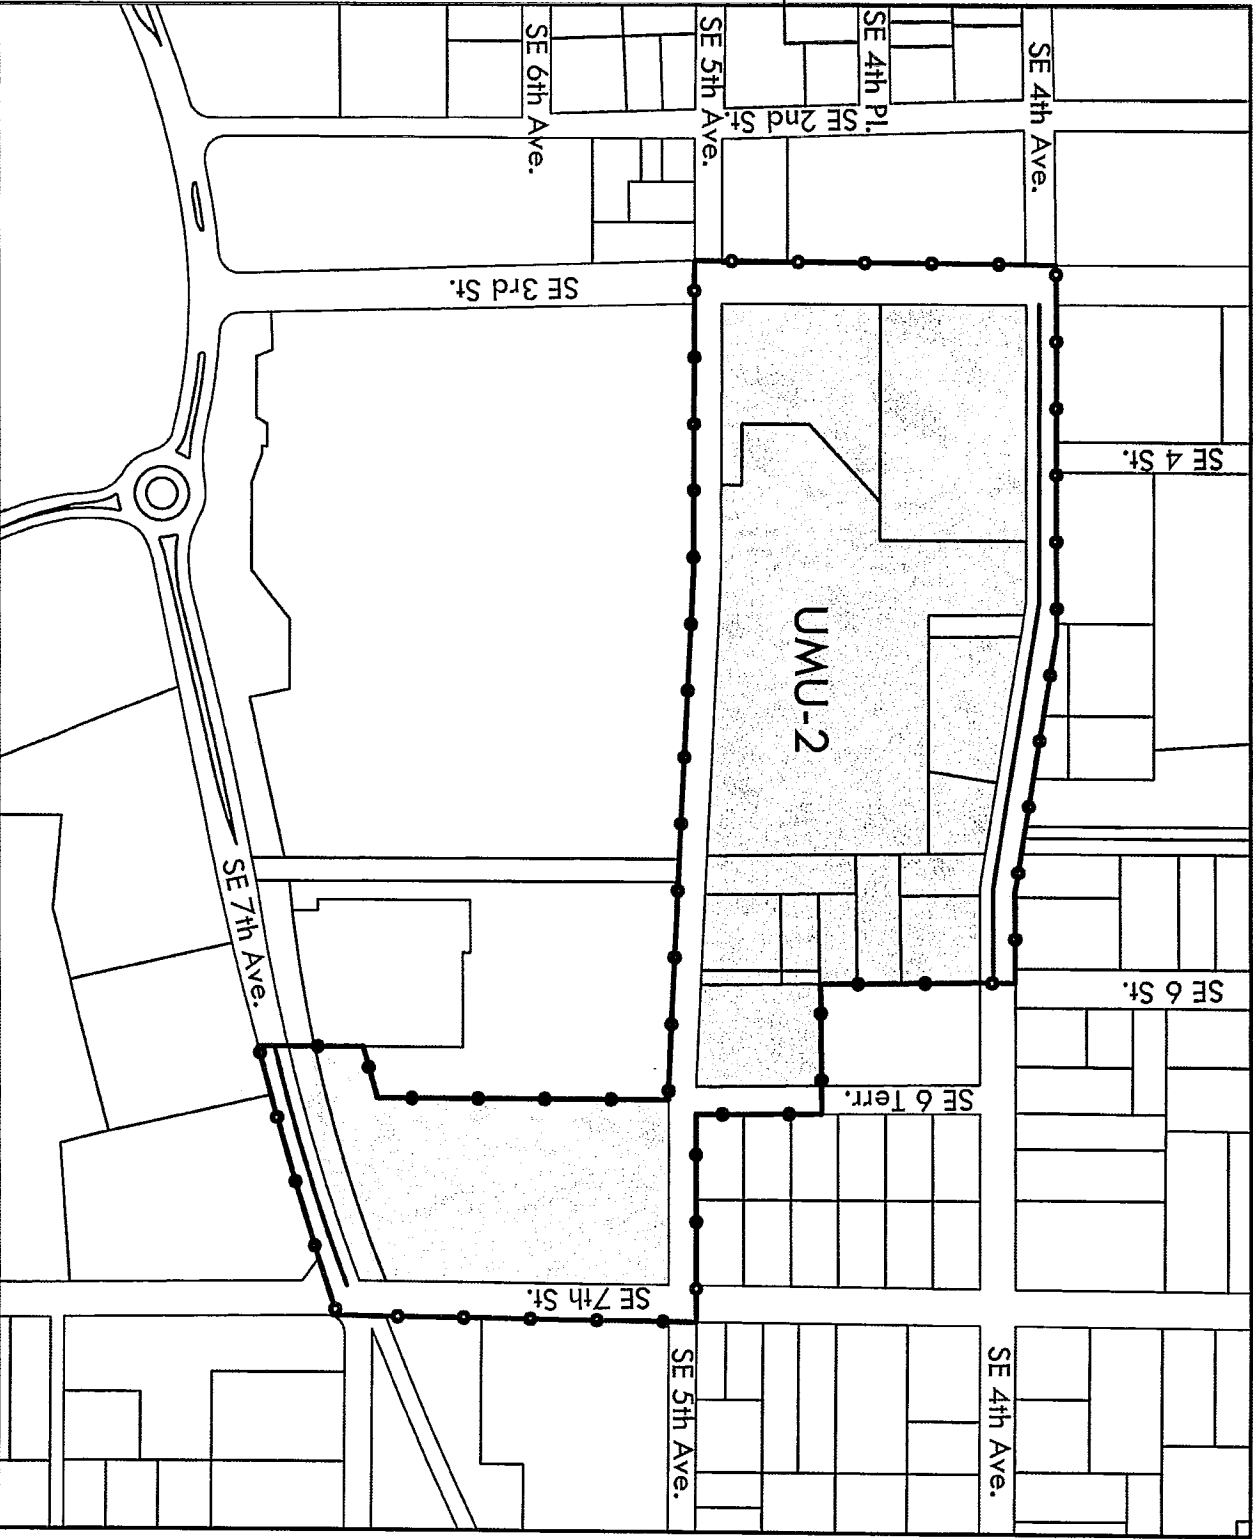 SE 6th Ave.
SE 5th Ave.
SE 4th Pl.
SE 4th Ave.
SE 2nd St.
SE 3rd St.
SE 4 St.
UMU-2
SE 7th Ave.
SE 6 St.
SE 6 Terr.
SE 7th St.
SE 5th Ave.
SE 4th Ave.